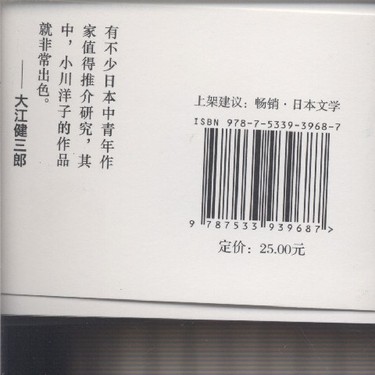 有不少日本中青年作
家值得推介研究，其
中，小川洋子的作品
就非常出色。
——大江健三郎
上架建议：畅销·日本文学
ISBN 978-7-5339-3968-7
9 787533 939687 >
定价：25.00元